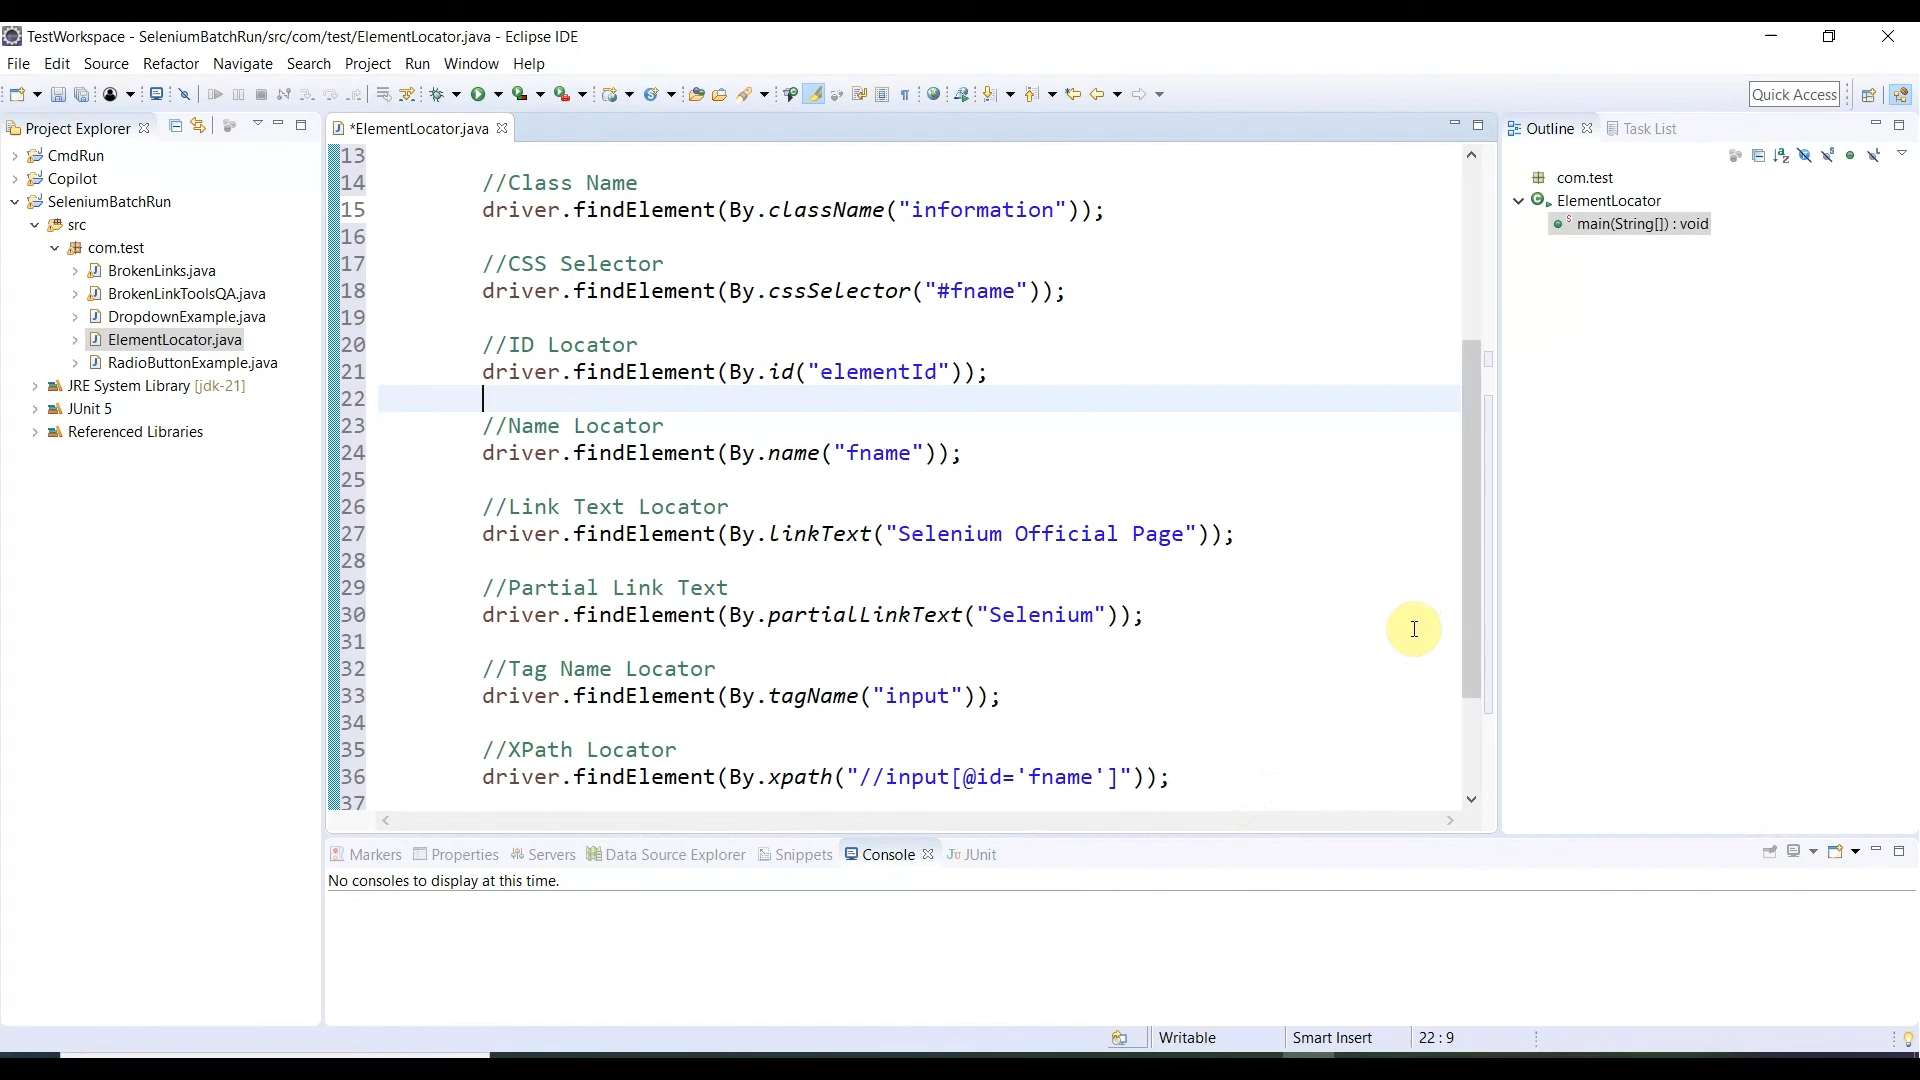 TestWorkspace - SeleniumBatchRun/src/com/test/ElementLocator.java - Eclipse IDE
File Edit Source Refactor Navigate Search Project Run Window Help
Quick Access
Project Explorer
CmdRun
Copilot
SeleniumBatchRun
src
com.test
BrokenLinks.java
BrokenLinkToolsQA.java
DropdownExample.java
ElementLocator.java
RadioButtonExample.java
JRE System Library [jdk-21]
JUnit 5
Referenced Libraries
*ElementLocator.java
13
14 //Class Name
15 driver.findElement(By.className("information"));
16
17 //CSS Selector
18 driver.findElement(By.cssSelector("#fname"));
19
20 //ID Locator
21 driver.findElement(By.id("elementId"));
22
23 //Name Locator
24 driver.findElement(By.name("fname"));
25
26 //Link Text Locator
27 driver.findElement(By.linkText("Selenium Official Page"));
28
29 //Partial Link Text
30 driver.findElement(By.partialLinkText("Selenium"));
31
32 //Tag Name Locator
33 driver.findElement(By.tagName("input"));
34
35 //XPath Locator
36 driver.findElement(By.xpath("//input[@id='fname']"));
37
Outline Task List
com.test
ElementLocator
main(String[]) : void
Markers Properties Servers Data Source Explorer Snippets Console JUnit
No consoles to display at this time.
Writable Smart Insert 22 : 9